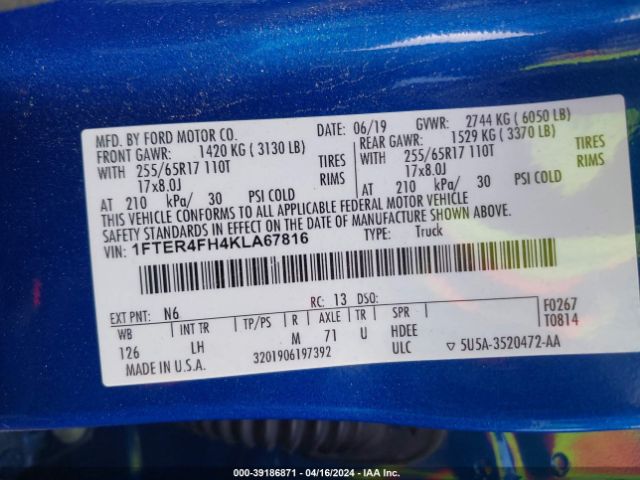 MFD. BY FORD MOTOR CO.
DATE: 06/19 GVWR: 2744 KG ( 6050 LB)
FRONT GAWR: 1420 KG ( 3130 LB)
REAR GAWR: 1529 KG ( 3370 LB)
WITH 255/65R17 110T TIRES
WITH 255/65R17 110T TIRES
17x8.0J RIMS
17x8.0J RIMS
AT 210 kPa/ 30 PSI COLD
AT 210 kPa/ 30 PSI COLD
THIS VEHICLE CONFORMS TO ALL APPLICABLE FEDERAL MOTOR VEHICLE
SAFETY STANDARDS IN EFFECT ON THE DATE OF MANUFACTURE SHOWN ABOVE.
VIN: 1FTER4FH4KLA67816 TYPE: Truck
EXT PNT: N6 RC: 13 DSO:
WB INT TR TP/PS R AXLE TR SPR
F0267
T0814
126 LH M 71 U HDEE
MADE IN U.S.A. 3201906197392 ULC ▽ 5U5A-3520472-AA
000-39186871 - 04/16/2024 - IAA Inc.